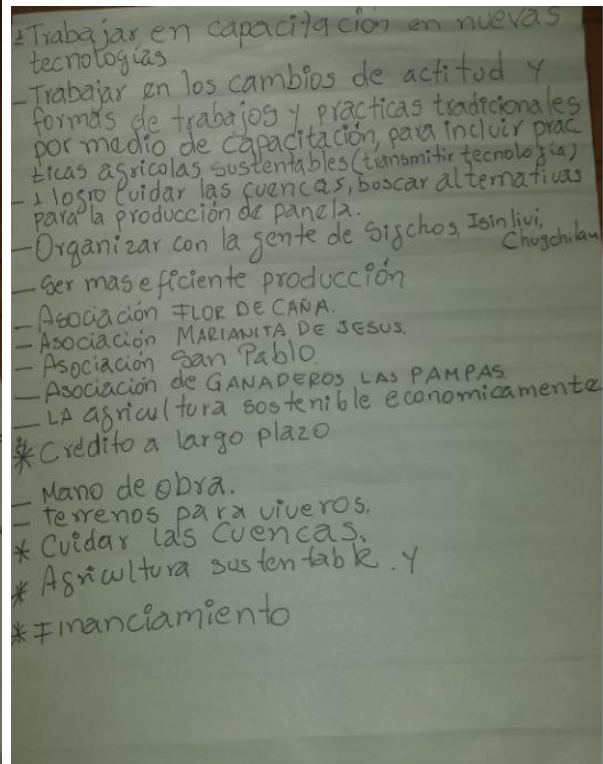 - Trabajar en capacitación en nuevas
tecnologías
- Trabajar en los cambios de actitud y
formas de trabajos y practicas tradicionales
por medio de capacitación, para incluir prac
ticas agrícolas sustentables (transmitir tecnología)
- 1 logro Cuidar las cuencas, boscar alternativas
para la producción de panela.
- Organizar con la gente de Sigchos, Isinlivi,
Chugchilan
- Ser mas eficiente producción
- Asociación FLOR DE CAÑA.
- Asociación MARIANITA DE JESUS.
- Asociación San Pablo.
- Asociación de GANADEROS LAS PAMPAS.
- LA agricultura sostenible economicamente
* Crédito a largo plazo
- Mano de obra.
- terrenos para viveros.
* Cuidar las cuencas.
* Agricultura sustentable. Y
* Financiamiento